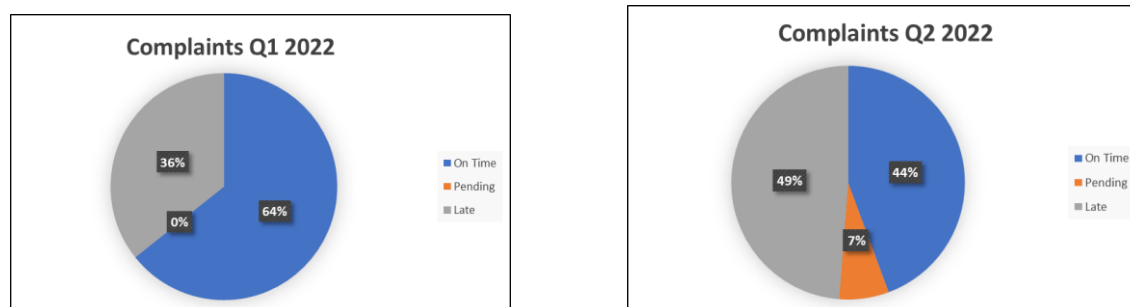 Complaints Q1 2022
36%
0%
64%
On Time
Pending
Late
Complaints Q2 2022
49%
44%
7%
On Time
Pending
Late